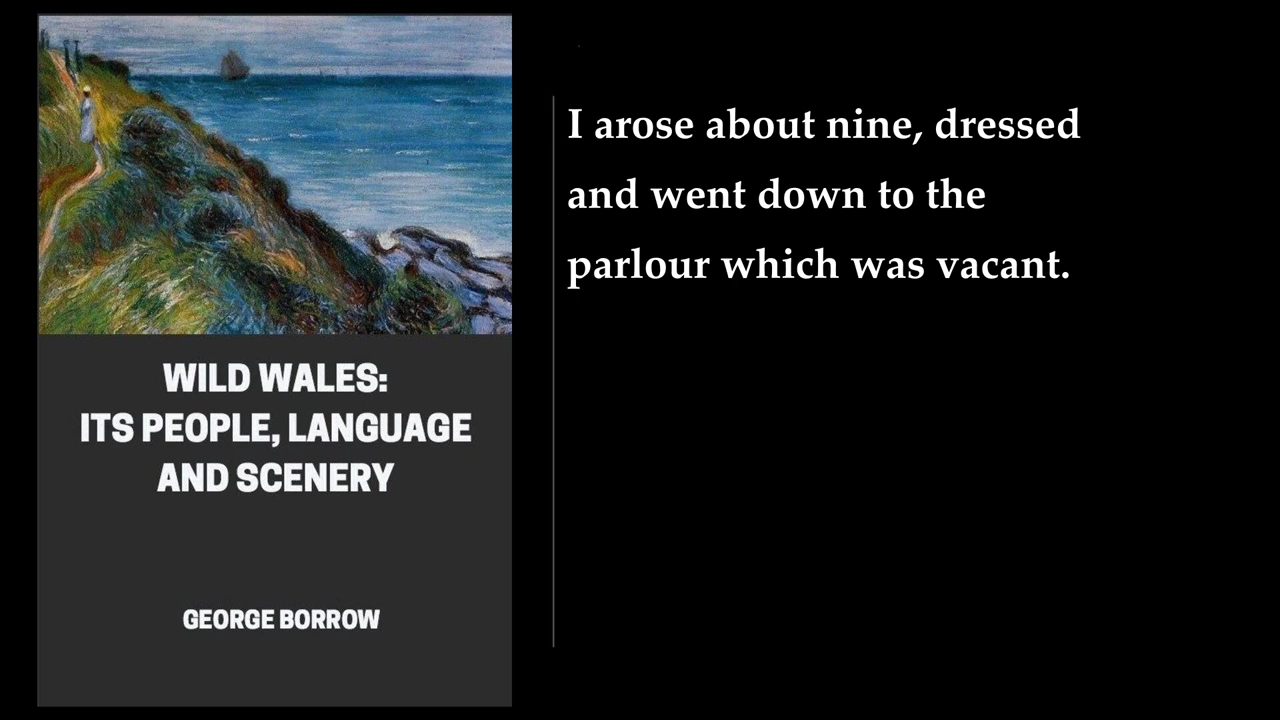 WILD WALES:
ITS PEOPLE, LANGUAGE
AND SCENERY
GEORGE BORROW
I arose about nine, dressed
and went down to the
parlour which was vacant.